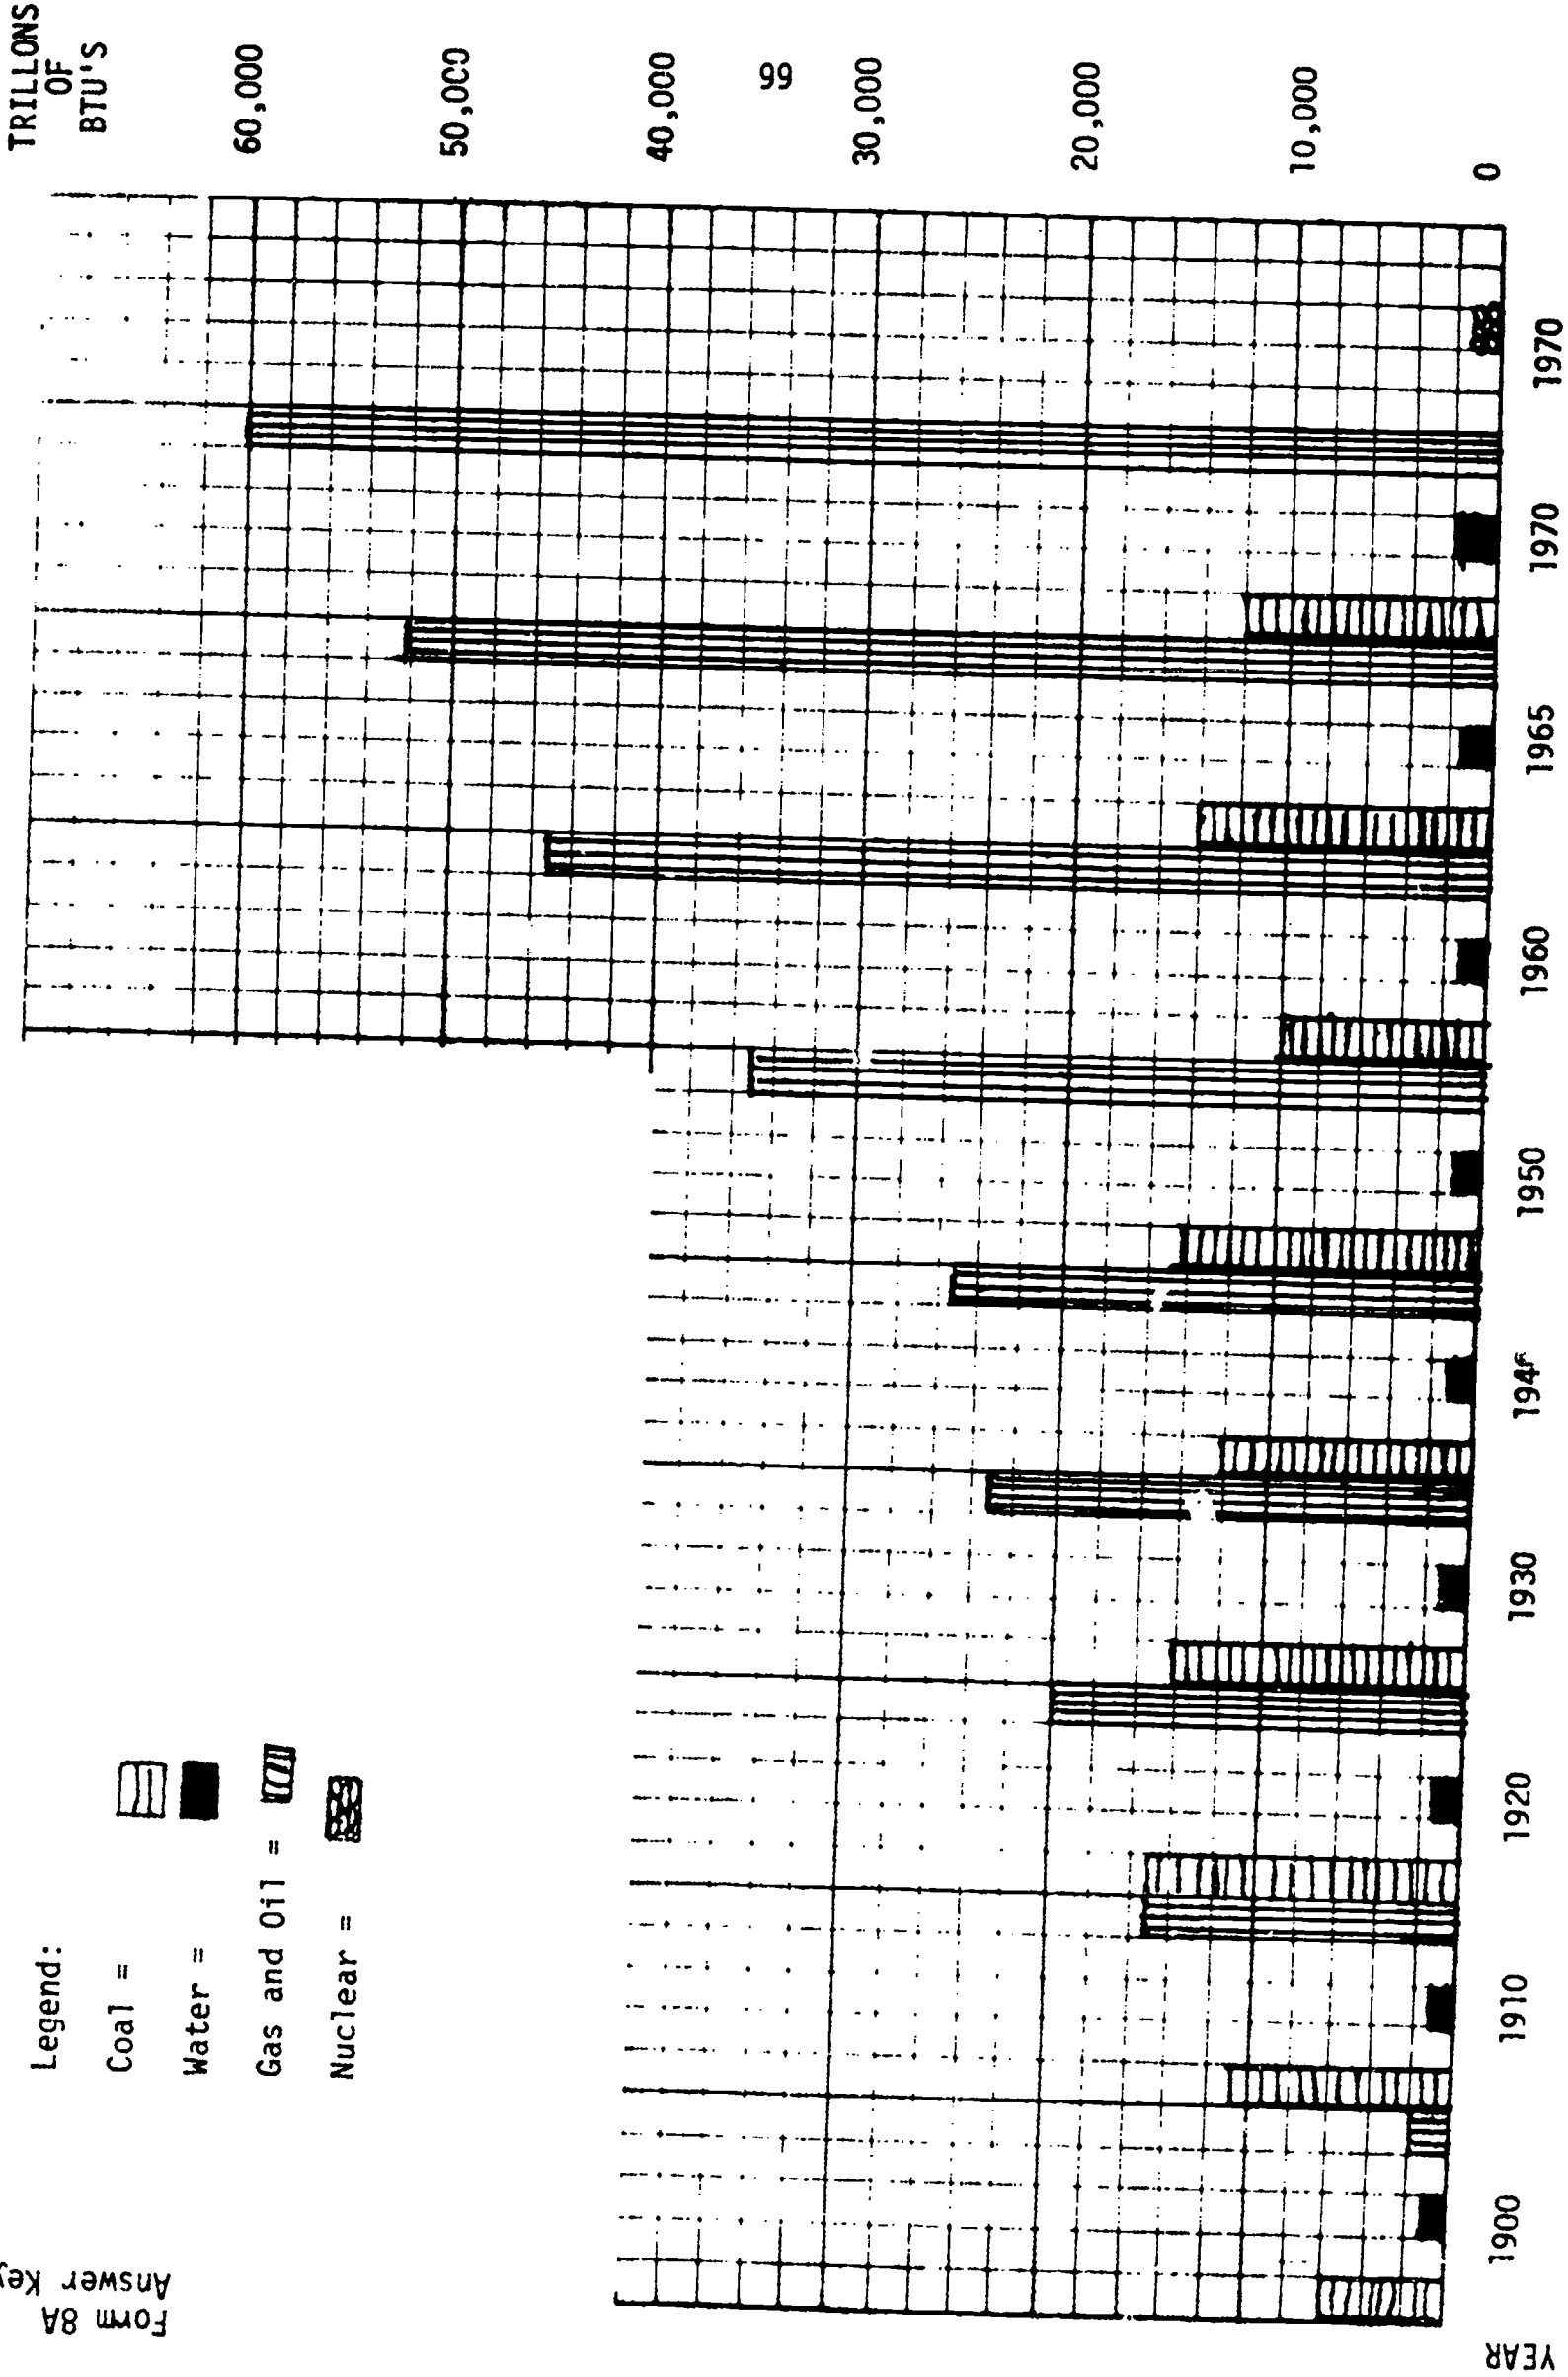 Form 8A
Answer Key
Legend:
Coal =
Water =
Gas and Oil =
Nuclear =
TRILLONS
OF
BTU'S
60,000
50,000
40,000
99
30,000
20,000
10,000
0
YEAR
1900
1910
1920
1930
1950
1960
1965
1970
1970